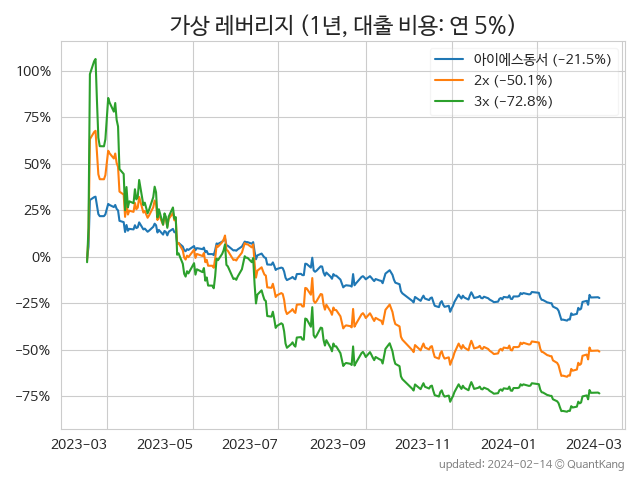 가상 레버리지 (1년, 대출 비용: 연 5%)
아이에스동서 (−21.5%)
2x (−50.1%)
3x (−72.8%)
100%
75%
50%
25%
0%
−25%
−50%
−75%
2023-03 2023-05 2023-07 2023-09 2023-11 2024-01 2024-03
updated: 2024-02-14 © QuantKang